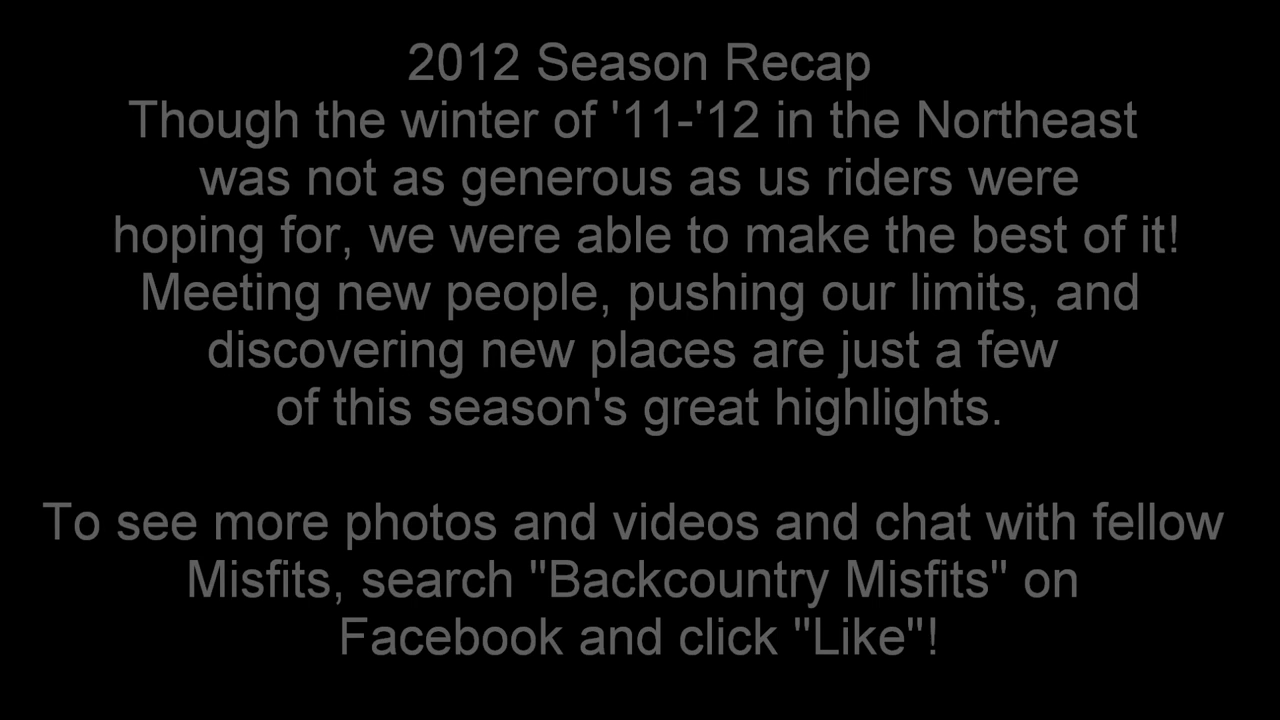 2012 Season Recap
Though the winter of '11-'12 in the Northeast
was not as generous as us riders were
hoping for, we were able to make the best of it!
Meeting new people, pushing our limits, and
discovering new places are just a few
of this season's great highlights.
To see more photos and videos and chat with fellow
Misfits, search "Backcountry Misfits" on
Facebook and click "Like"!